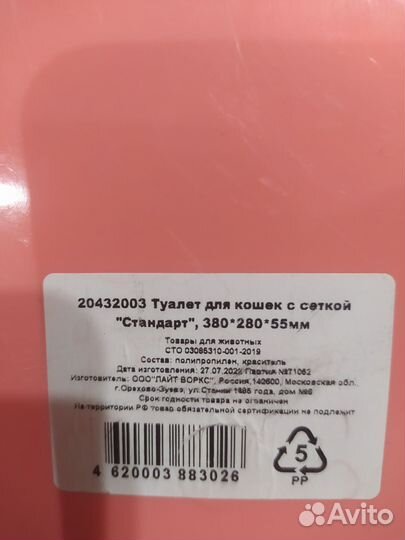 20432003 Туалет для кошек с сеткой
"Стандарт", 380*280*55мм
Товары для животных
СТО 03085310-001-2019
Состав: полипропилен, краситель
Дата изготовления: 27.07.2022 Партия №71052
Изготовитель: ООО"ЛАЙТ ВОРКС", Россия,140600, Московская обл.
г.Орехово-Зуево, ул.Стачки 1885 года, дом №6
Срок годности товара не ограничен
На территории РФ товар обязательной сертификации не подлежит
4 620003 883026
5
PP
Avito